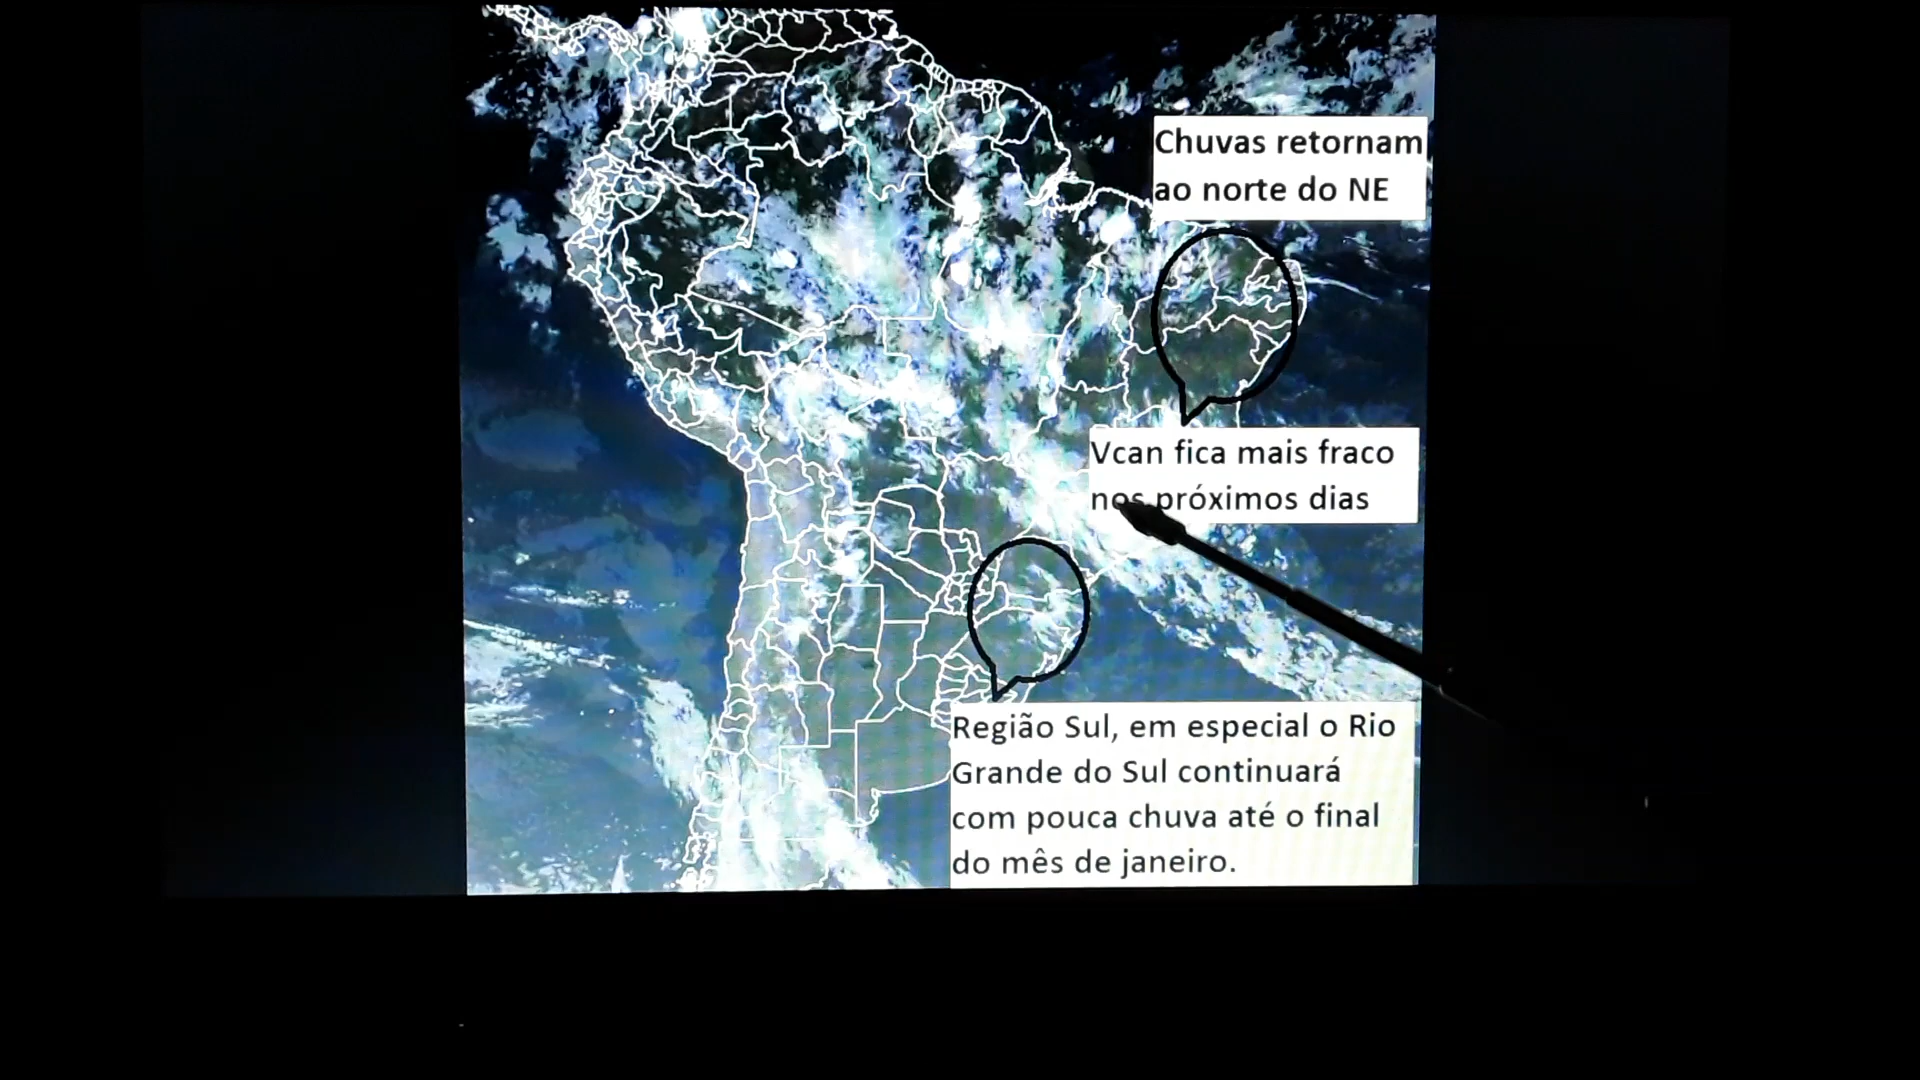 Chuvas retornam
ao norte do NE
Vcan fica mais fraco
nos próximos dias
Região Sul, em especial o Rio
Grande do Sul continuará
com pouca chuva até o final
do mês de janeiro.